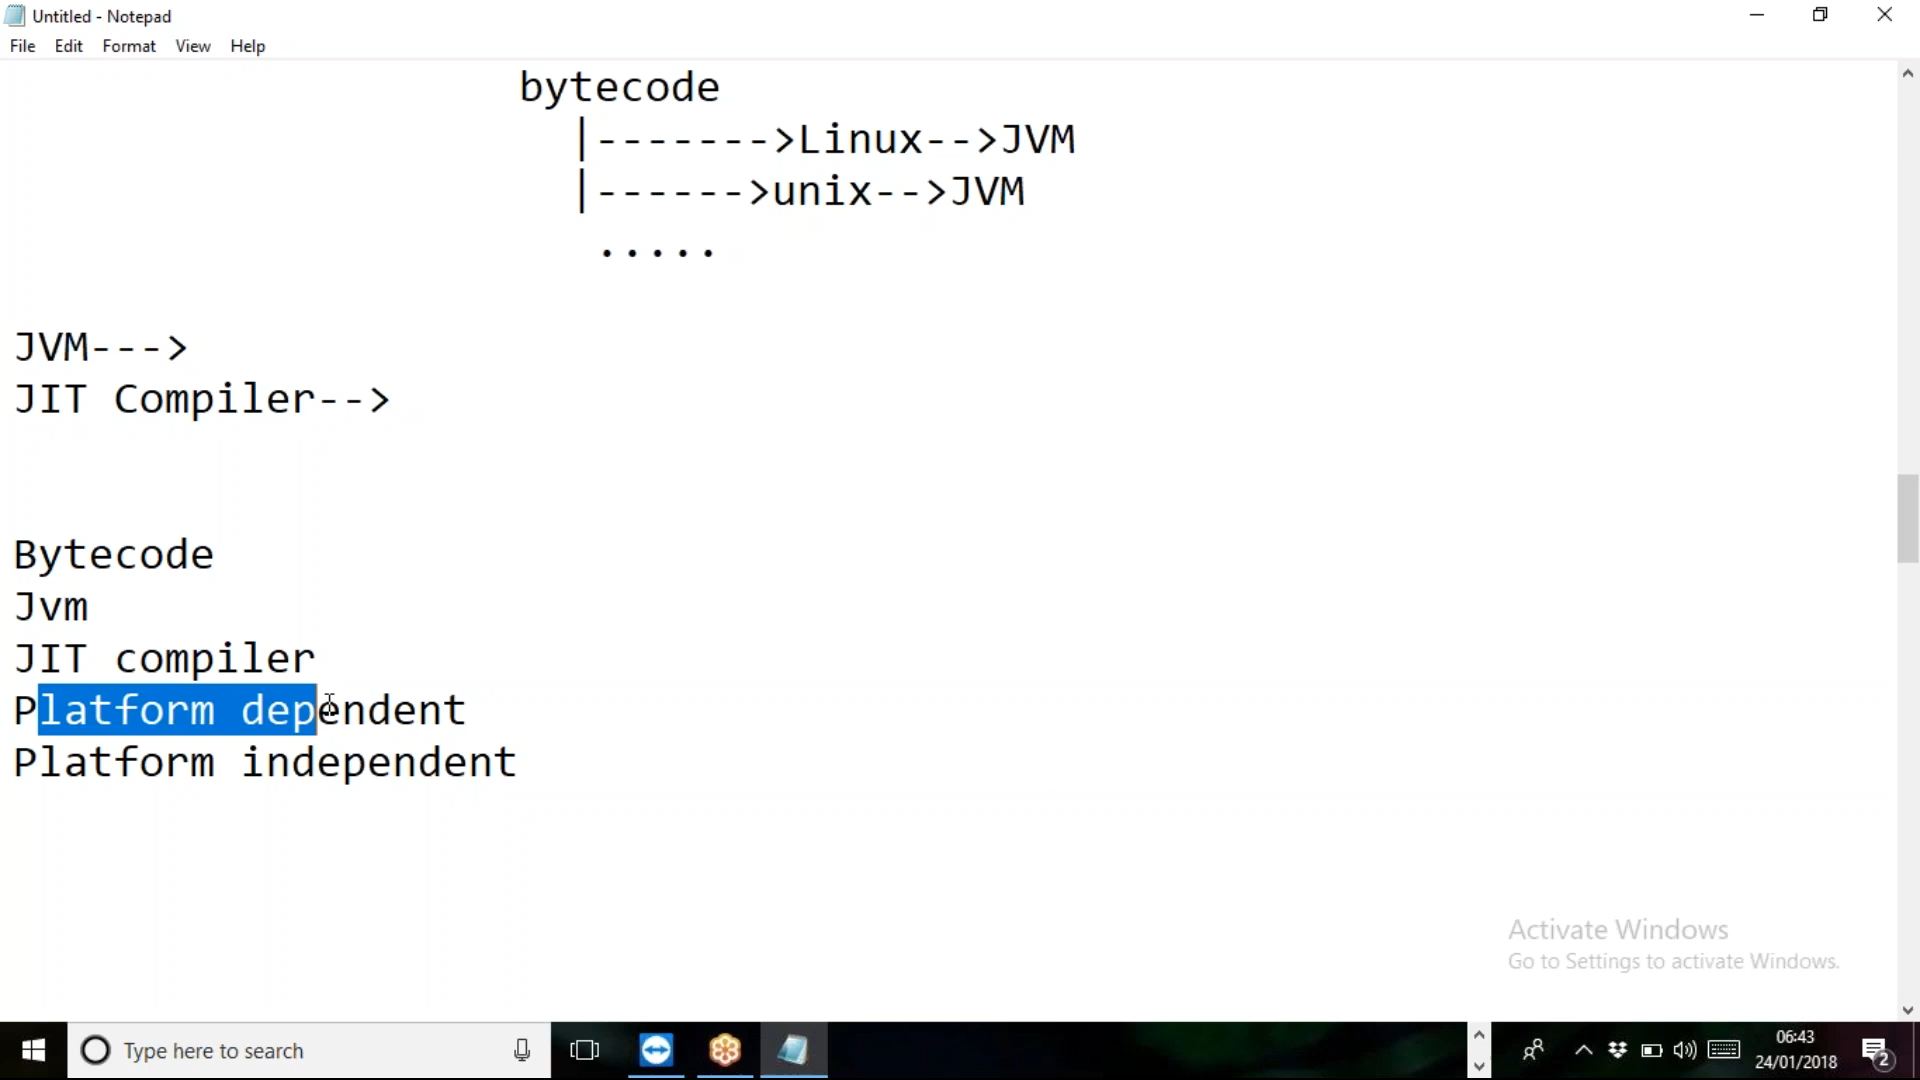 Untitled - Notepad
File Edit Format View Help
bytecode
|------->Linux-->JVM
|------>unix-->JVM
.....
JVM--->
JIT Compiler-->
Bytecode
Jvm
JIT compiler
Platform dependent
Platform independent
Activate Windows
Go to Settings to activate Windows.
Type here to search
06:43
24/01/2018
2